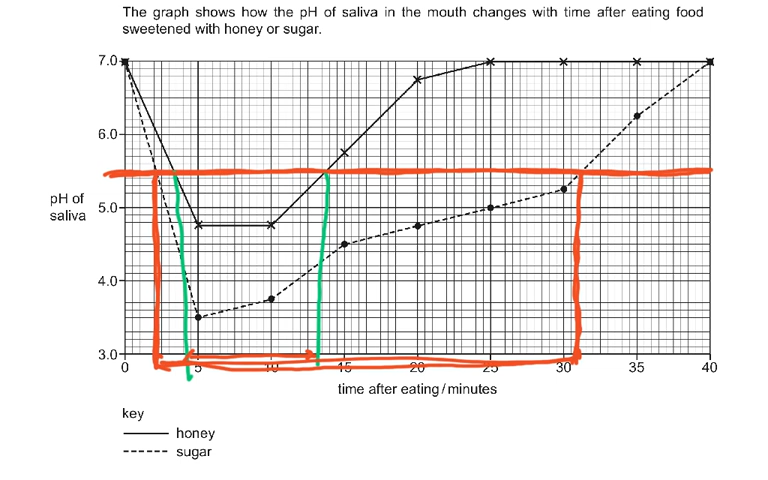 The graph shows how the pH of saliva in the mouth changes with time after eating food
sweetened with honey or sugar.
7.0
6.0
pH of
saliva
5.0
4.0
3.0
0 5 10 15 20 25 30 35 40
time after eating / minutes
key
honey
sugar